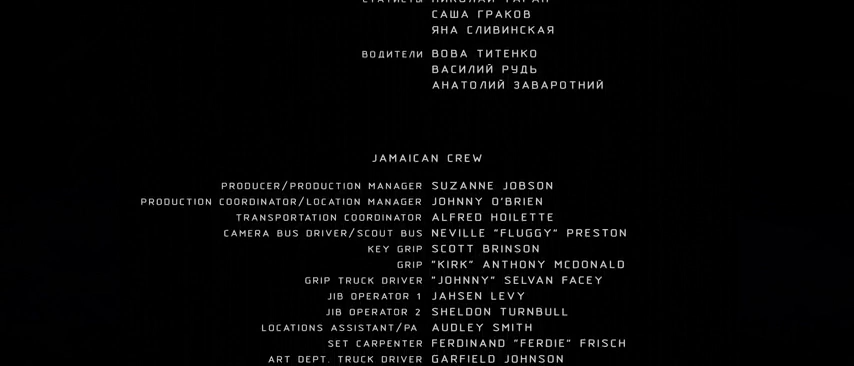 СТАТИСТЫ НИКОЛАЙ ГАРАН
САША ГРАКОВ
ЯНА СЛИВИНСКАЯ
ВОДИТЕЛИ ВОВА ТИТЕНКО
ВАСИЛИЙ РУДЬ
АНАТОЛИЙ ЗАВАРОТНИЙ
JAMAICAN CREW
PRODUCER/PRODUCTION MANAGER SUZANNE JOBSON
PRODUCTION COORDINATOR/LOCATION MANAGER JOHNNY O'BRIEN
TRANSPORTATION COORDINATOR ALFRED HOILETTE
CAMERA BUS DRIVER/SCOUT BUS NEVILLE "FLUGGY" PRESTON
KEY GRIP SCOTT BRINSON
GRIP "KIRK" ANTHONY MCDONALD
GRIP TRUCK DRIVER "JOHNNY" SELVAN FACEY
JIB OPERATOR 1 JAHSEN LEVY
JIB OPERATOR 2 SHELDON TURNBULL
LOCATIONS ASSISTANT/PA AUDLEY SMITH
SET CARPENTER FERDINAND "FERDIE" FRISCH
ART DEPT. TRUCK DRIVER GARFIELD JOHNSON